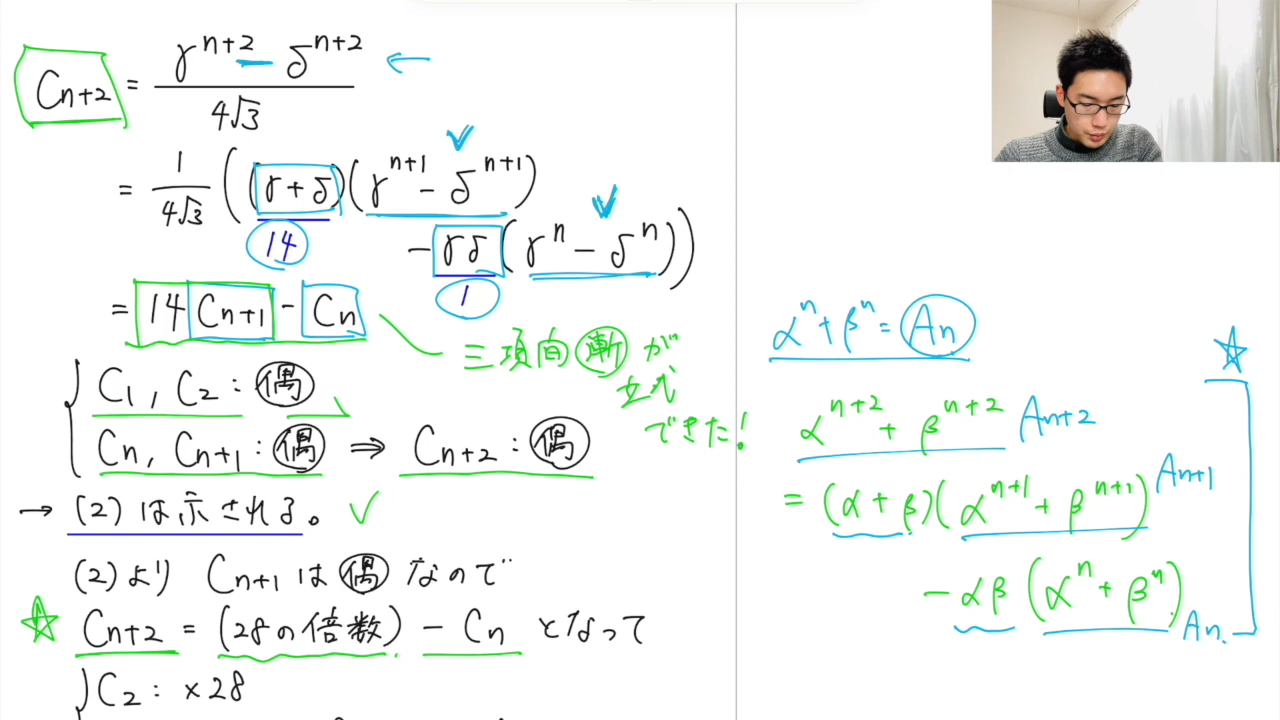 Cn+2 = (γ^{n+2} - δ^{n+2}) / 4√3 ←
= 1/4√3 ((γ+δ)(γ^{n+1} - δ^{n+1})
14
- γδ(γ^n - δ^n))
1
= 14 Cn+1 - Cn
三項間漸が
立式
できた!
C1, C2 : 偶
Cn, Cn+1 : 偶 ⇒ Cn+2 : 偶
→ (2)は示される。 ✓
(2)より Cn+1は偶なので
☆ Cn+2 = (28の倍数) - Cn となって
C2 : ×28
α^n + β^n = An
☆
α^{n+2} + β^{n+2} An+2
= (α+β)(α^{n+1} + β^{n+1}) An+1
- αβ(α^n + β^n) An